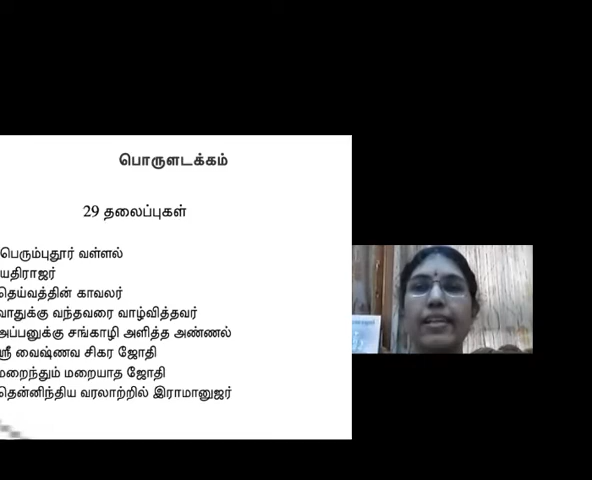 பொருளடக்கம்
29 தலைப்புகள்
பெரும்பூதூர் வள்ளல்
யதிராஜர்
தெய்வத்தின் காவலர்
வாதுக்கு வந்தவரை வாழ்வித்தவர்
அப்பனுக்கு சங்காழி அளித்த அண்ணல்
ஸ்ரீ வைஷ்ணவ சிகர ஜோதி
மறைந்தும் மறையாத ஜோதி
தென்னிந்திய வரலாற்றில் இராமானுஜர்